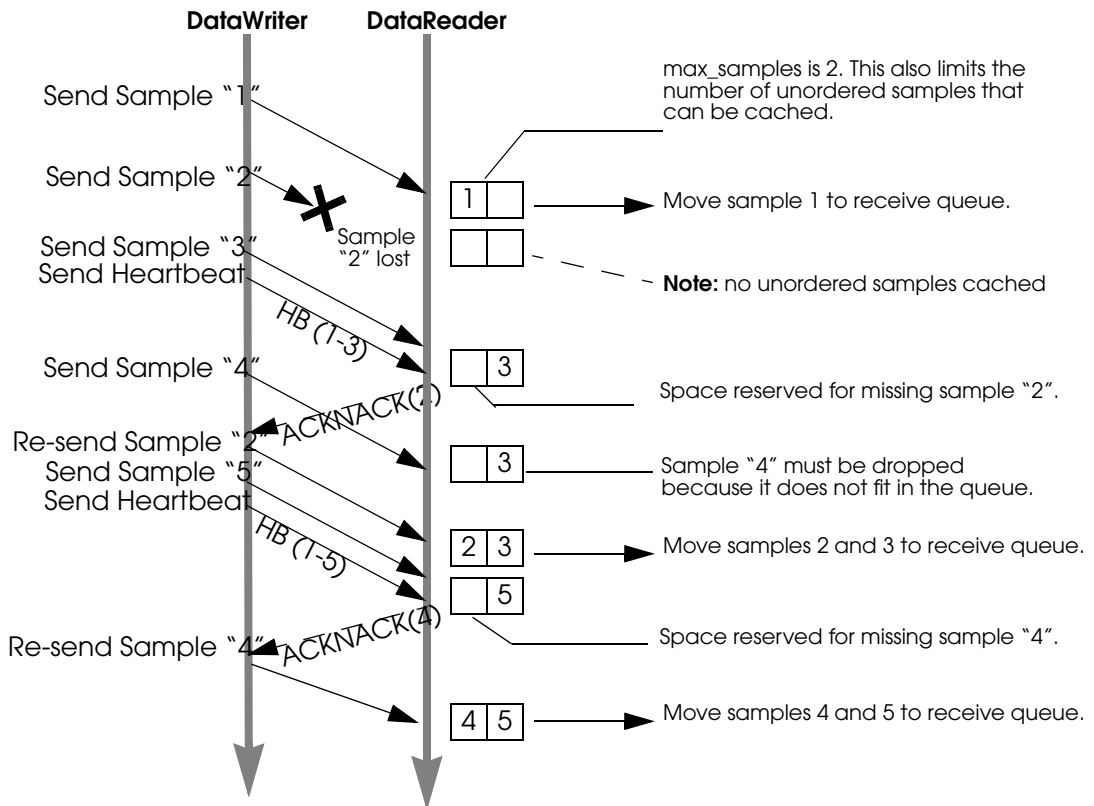 DataWriter DataReader
max_samples is 2. This also limits the
number of unordered samples that
can be cached.
Send Sample “1”
Send Sample “2”
1
Move sample 1 to receive queue.
Sample
“2” lost
Send Sample “3”
Send Heartbeat
Note: no unordered samples cached
HB (1-3)
Send Sample “4”
3
Space reserved for missing sample “2”.
ACKNACK(2)
Re-send Sample “2”
Send Sample “5”
Send Heartbeat
3
Sample “4” must be dropped
because it does not fit in the queue.
HB (1-5)
2 3
Move samples 2 and 3 to receive queue.
5
Space reserved for missing sample “4”.
ACKNACK(4)
Re-send Sample “4”
4 5
Move samples 4 and 5 to receive queue.